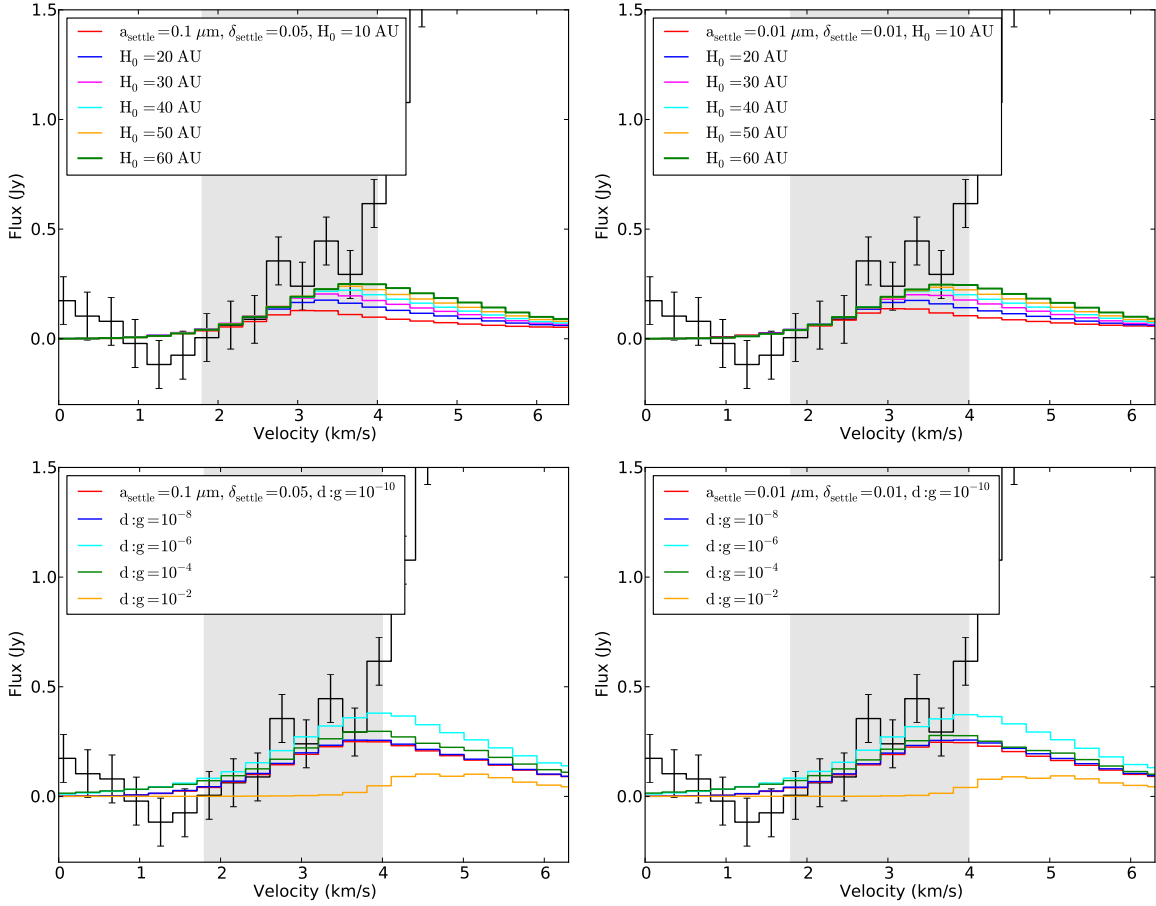 a_settle=0.1 μm, δ_settle=0.05, H_0=10 AU
H_0=20 AU
H_0=30 AU
H_0=40 AU
H_0=50 AU
H_0=60 AU
1.0
0.5
0.0
Flux (Jy)
0 1 2 3 4 5 6
Velocity (km/s)
a_settle=0.01 μm, δ_settle=0.01, H_0=10 AU
H_0=20 AU
H_0=30 AU
H_0=40 AU
H_0=50 AU
H_0=60 AU
1.0
0.5
0.0
Flux (Jy)
0 1 2 3 4 5 6
Velocity (km/s)
1.5
a_settle=0.1 μm, δ_settle=0.05, d:g=10^-10
d:g=10^-8
d:g=10^-6
d:g=10^-4
d:g=10^-2
1.0
0.5
0.0
Flux (Jy)
0 1 2 3 4 5 6
Velocity (km/s)
1.5
a_settle=0.01 μm, δ_settle=0.01, d:g=10^-10
d:g=10^-8
d:g=10^-6
d:g=10^-4
d:g=10^-2
1.0
0.5
0.0
Flux (Jy)
0 1 2 3 4 5 6
Velocity (km/s)